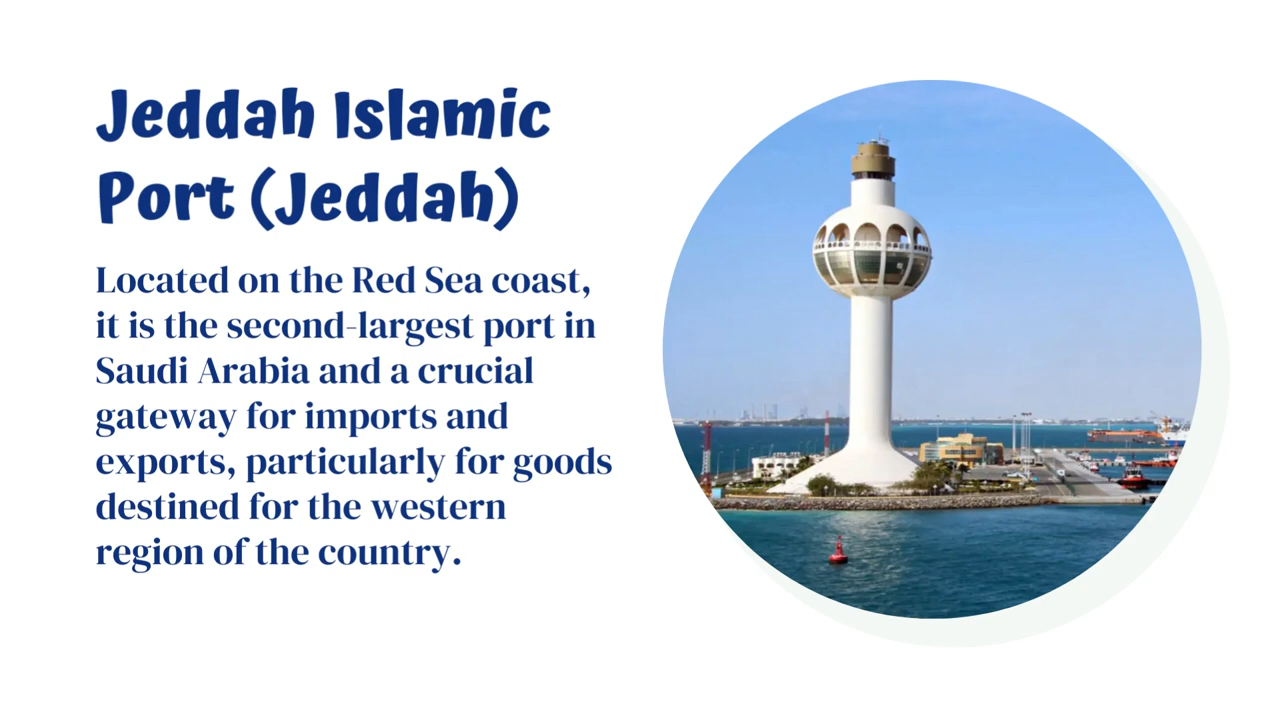 Jeddah Islamic
Port (Jeddah)
Located on the Red Sea coast,
it is the second-largest port in
Saudi Arabia and a crucial
gateway for imports and
exports, particularly for goods
destined for the western
region of the country.